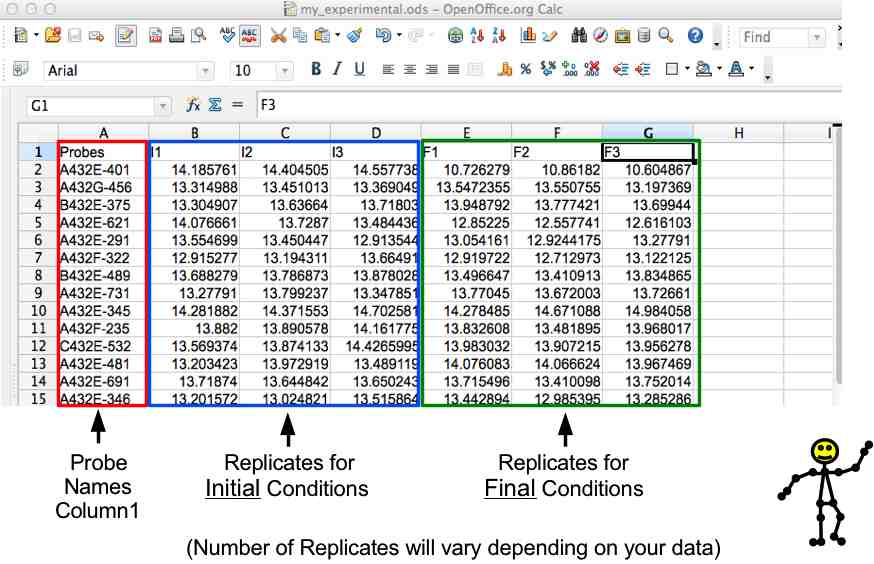 my_experimental.ods – OpenOffice.org Calc
Find
Arial 10 B I U
G1 = F3
A B C D E F G H I
1 Probes I1 I2 I3 F1 F2 F3
2 A432E-401 14.185761 14.404505 14.557738 10.726279 10.86182 10.604867
3 A432G-456 13.314988 13.451013 13.369049 13.5472355 13.550755 13.197369
4 B432E-375 13.304907 13.63664 13.71803 13.948792 13.777421 13.69944
5 A432E-621 14.076661 13.7287 13.484436 12.85225 12.557741 12.616103
6 A432E-291 13.554699 13.450447 12.913544 13.054161 12.9244175 13.27791
7 A432F-322 12.915277 13.194311 13.66491 12.919722 12.712973 13.122125
8 B432E-489 13.688279 13.786873 13.878028 13.496647 13.410913 13.834865
9 A432E-731 13.27791 13.799237 13.347851 13.77045 13.672003 13.72661
10 A432E-345 14.281882 14.371553 14.702581 14.278485 14.671088 14.984058
11 A432F-235 13.882 13.890578 14.161775 13.832608 13.481895 13.968017
12 C432E-532 13.569374 13.874133 14.4265995 13.983032 13.907215 13.956278
13 A432E-481 13.203423 13.972919 13.489119 14.076083 14.066624 13.967469
14 A432E-691 13.71874 13.644842 13.650243 13.715496 13.410098 13.752014
15 A432E-346 13.201572 13.024821 13.515864 13.442894 12.985395 13.285286
Probe
Names
Column1
Replicates for
Initial Conditions
Replicates for
Final Conditions
(Number of Replicates will vary depending on your data)